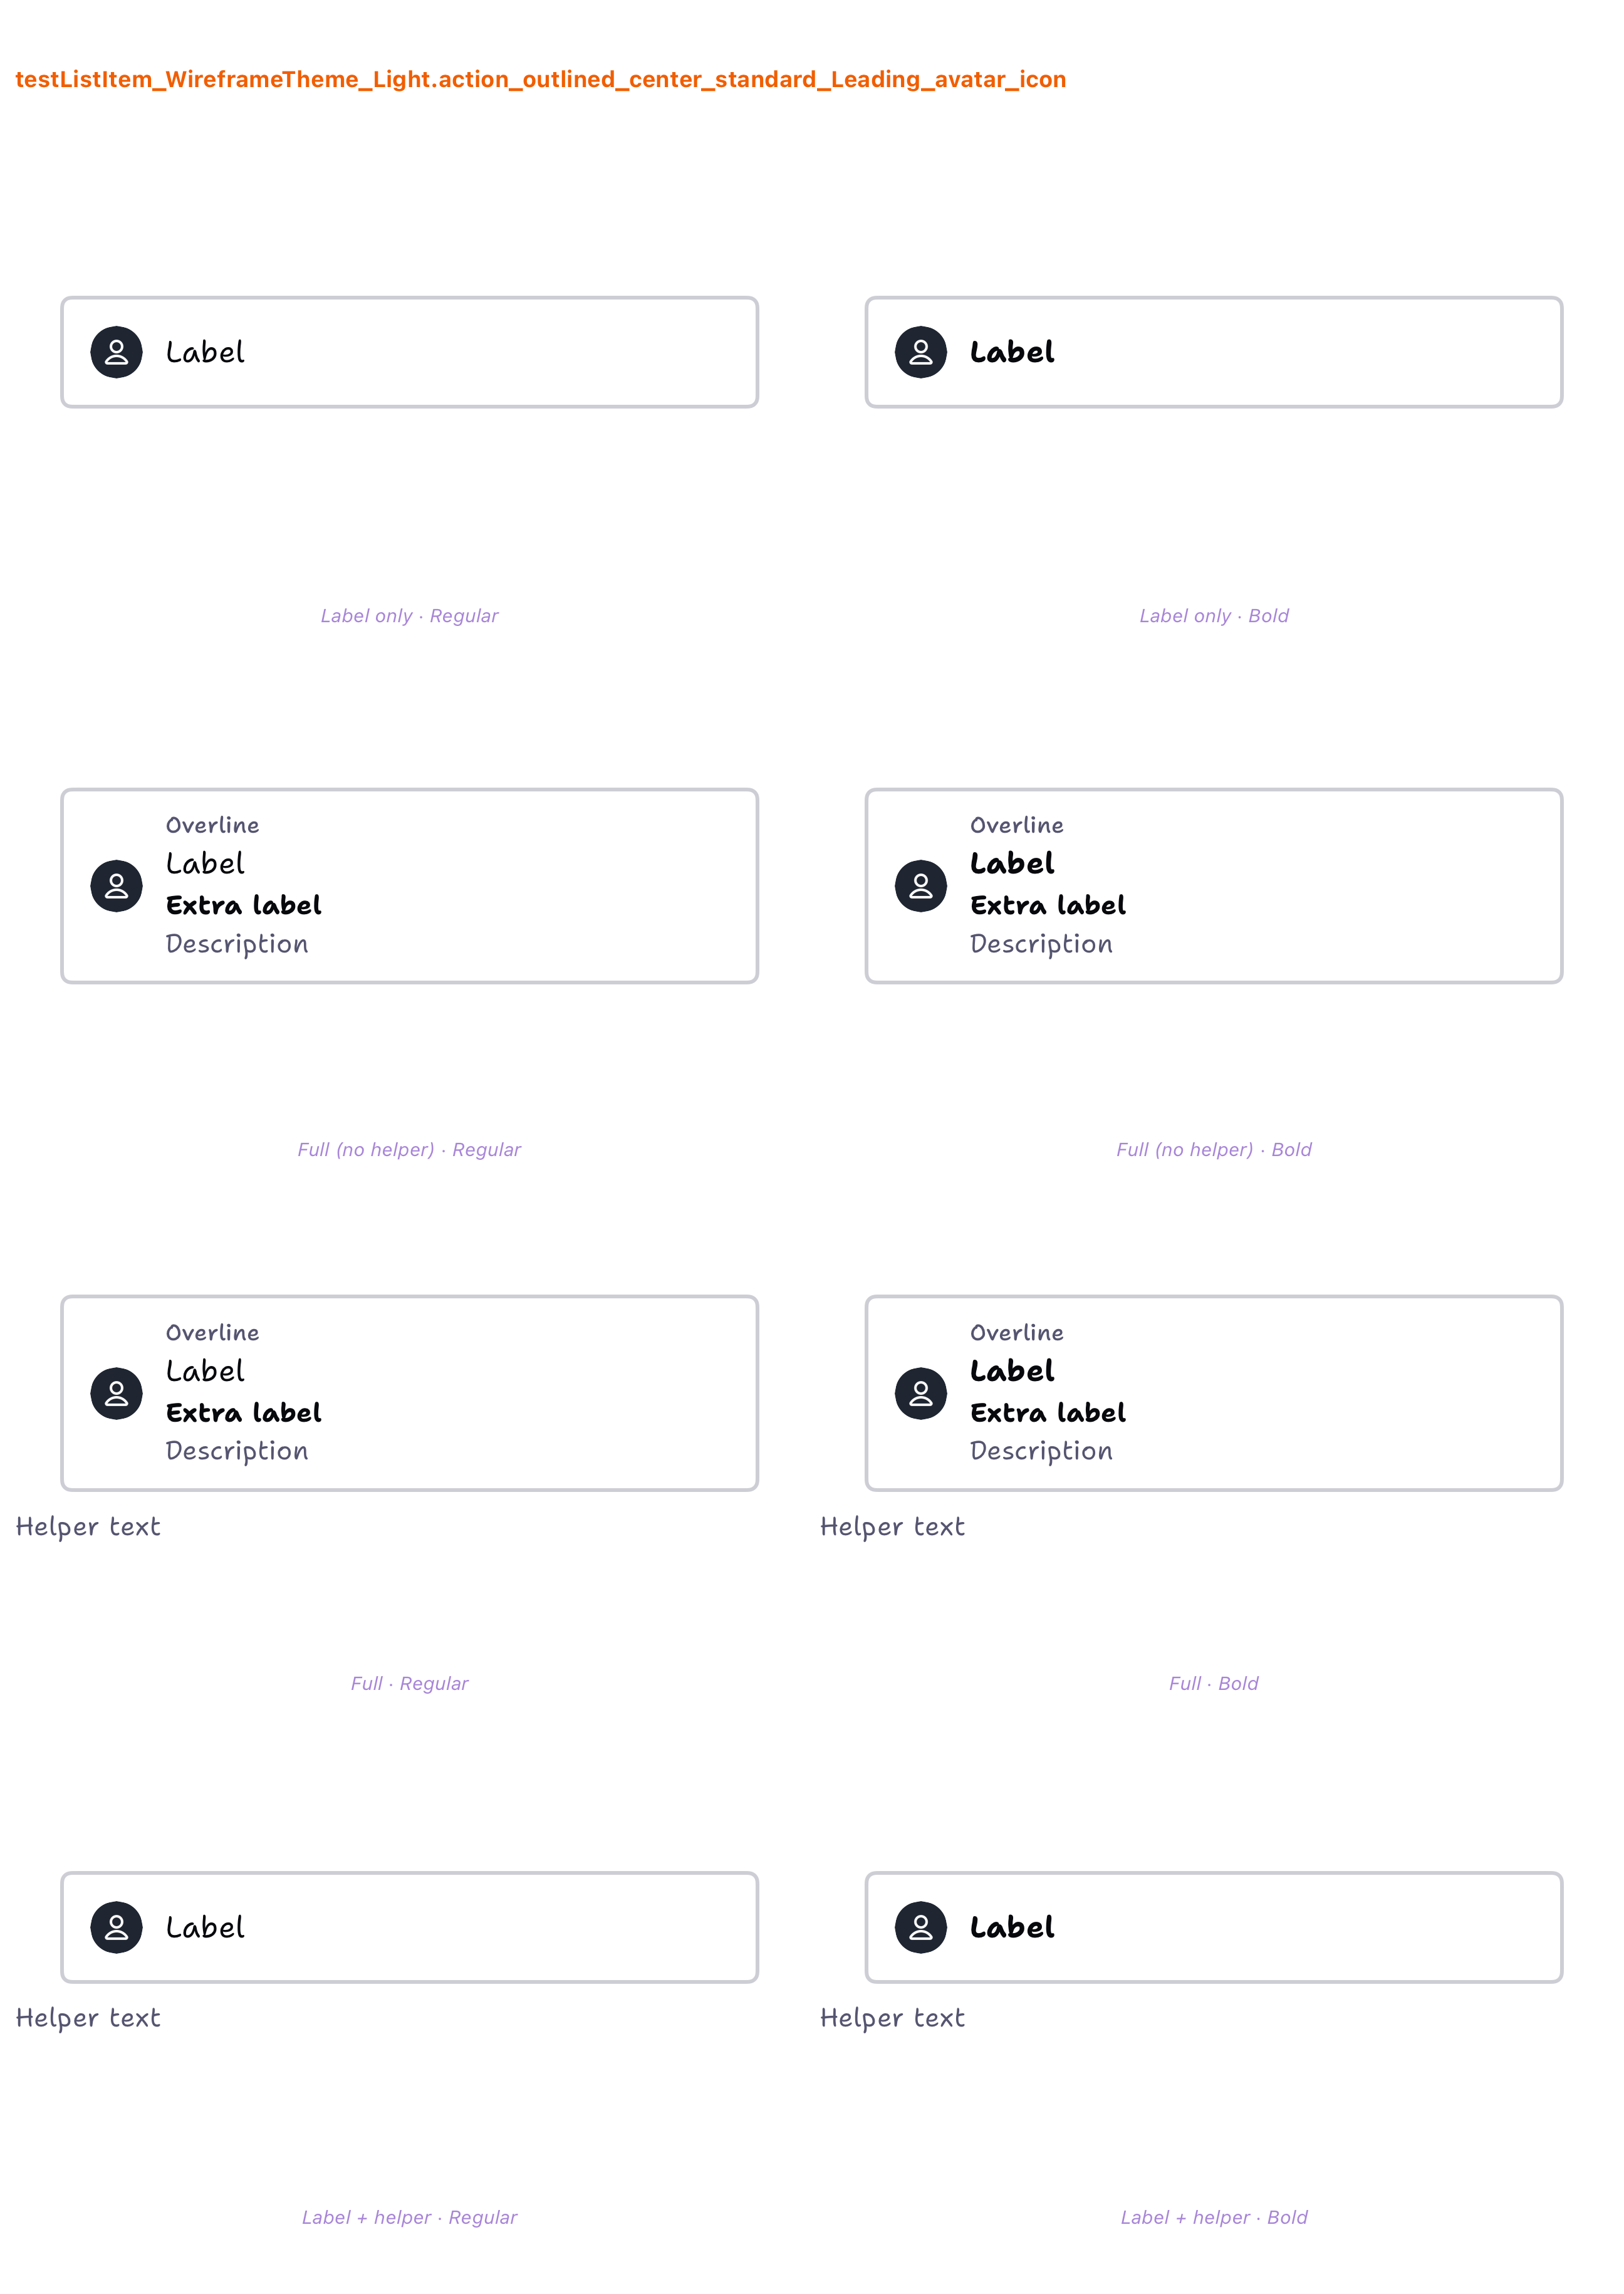 testListItem_WireframeTheme_Light.action_outlined_center_standard_Leading_avatar_icon
Label
Label
Label only · Regular
Label only · Bold
Overline
Label
Extra label
Description
Overline
Label
Extra label
Description
Full (no helper) · Regular
Full (no helper) · Bold
Overline
Label
Extra label
Description
Helper text
Overline
Label
Extra label
Description
Helper text
Full · Regular
Full · Bold
Label
Helper text
Label
Helper text
Label + helper · Regular
Label + helper · Bold